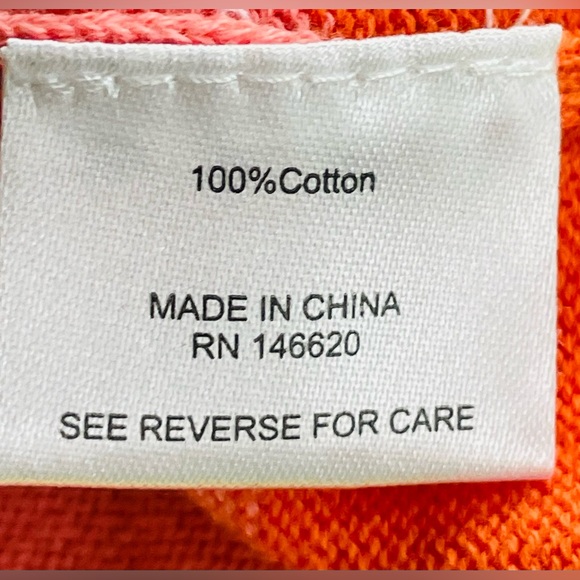 100%Cotton
MADE IN CHINA
RN 146620
SEE REVERSE FOR CARE